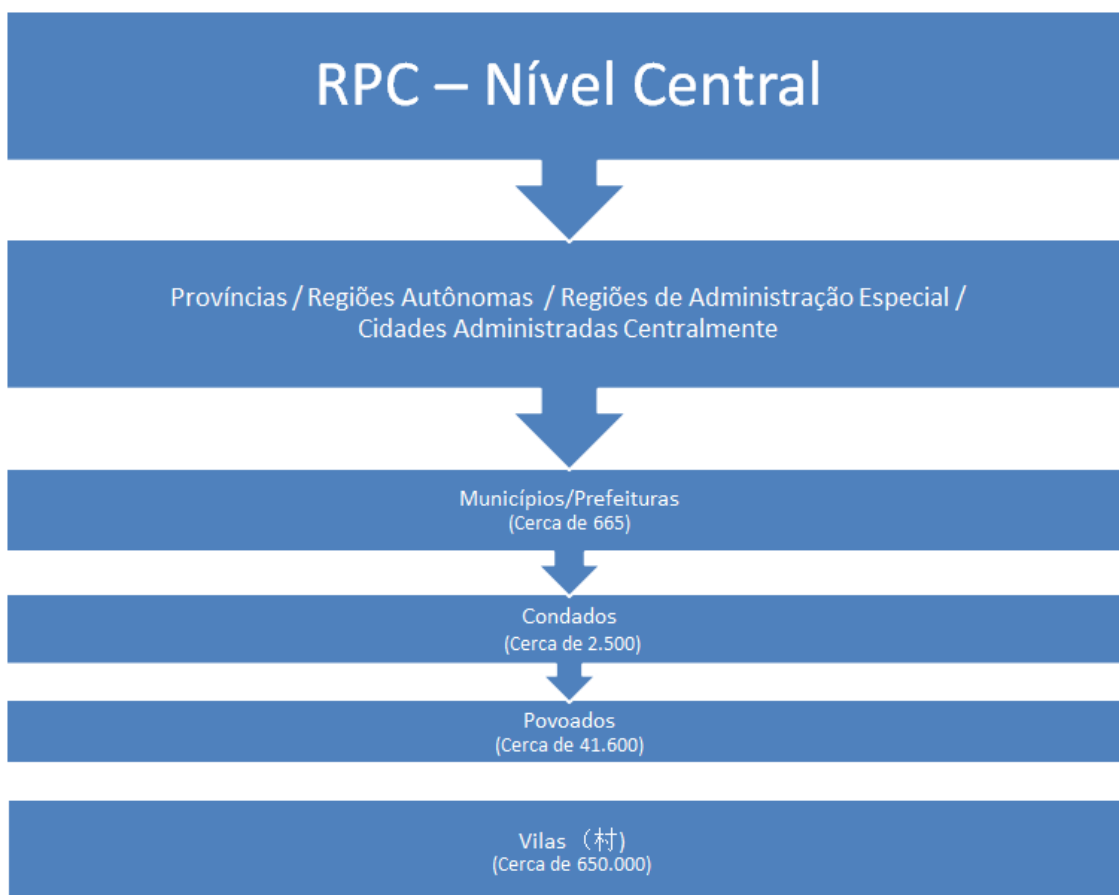 RPC – Nível Central
Províncias / Regiões Autônomas / Regiões de Administração Especial /
Cidades Administradas Centralmente
Municípios/Prefeituras
(Cerca de 665)
Condados
(Cerca de 2.500)
Povoados
(Cerca de 41.600)
Vilas （村)
(Cerca de 650.000)